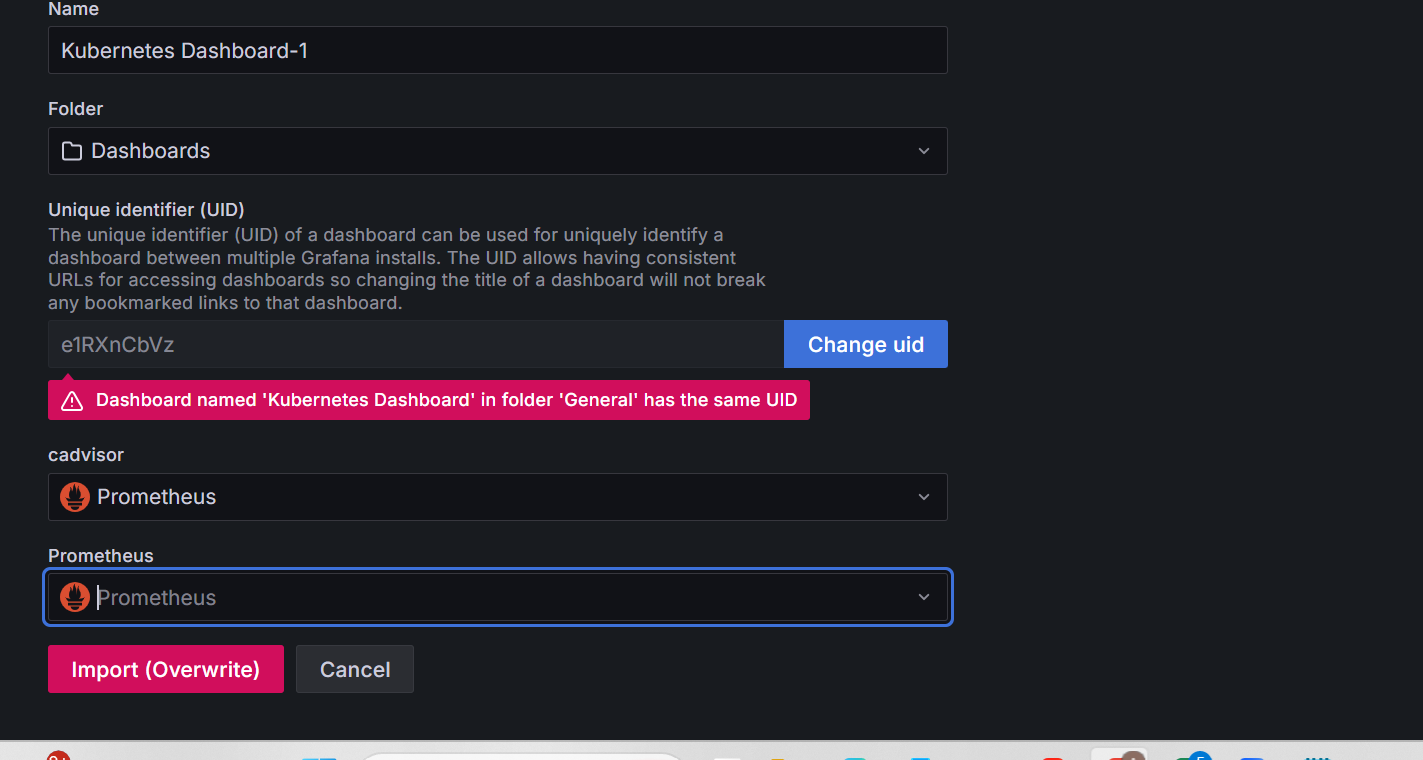 Name
Kubernetes Dashboard-1
Folder
Dashboards
Unique identifier (UID)
The unique identifier (UID) of a dashboard can be used for uniquely identify a
dashboard between multiple Grafana installs. The UID allows having consistent
URLs for accessing dashboards so changing the title of a dashboard will not break
any bookmarked links to that dashboard.
e1RXnCbVz
Change uid
Dashboard named 'Kubernetes Dashboard' in folder 'General' has the same UID
cadvisor
Prometheus
Prometheus
Prometheus
Import (Overwrite)
Cancel